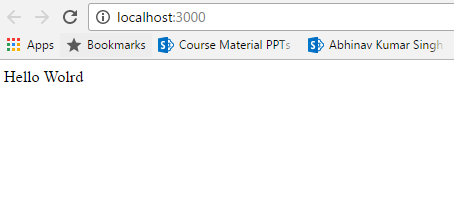 localhost:3000
Apps Bookmarks Course Material PPTs Abhinav Kumar Singh
Hello Wolrd